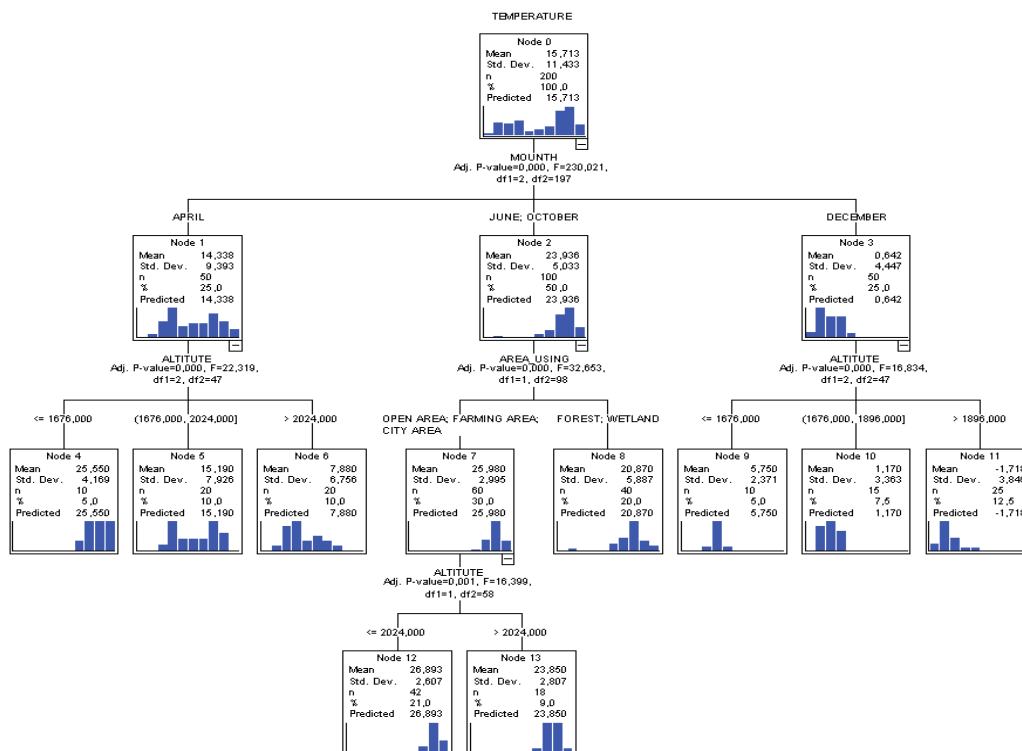 TEMPERATURE
Node 0
Mean 15,713
Std. Dev. 11,433
n 200
% 100,0
Predicted 15,713
MOUNTH
Adj. P-value=0,000, F=230,021,
df1=2, df2=197
APRIL
JUNE; OCTOBER
DECEMBER
Node 1
Mean 14,338
Std. Dev. 9,393
n 50
% 25,0
Predicted 14,338
Node 2
Mean 23,936
Std. Dev. 5,033
n 100
% 50,0
Predicted 23,936
Node 3
Mean 0,642
Std. Dev. 4,447
n 50
% 25,0
Predicted 0,642
ALTITUTE
Adj. P-value=0,000, F=22,319,
df1=2, df2=47
AREA_USING
Adj. P-value=0,000, F=32,653,
df1=1, df2=98
ALTITUTE
Adj. P-value=0,000, F=16,834,
df1=2, df2=47
<= 1676,000
(1676,000, 2024,000]
> 2024,000
OPEN AREA; FARMING AREA;
CITY AREA
FOREST; WETLAND
<= 1676,000
(1676,000, 1896,000]
> 1896,000
Node 4
Mean 25,550
Std. Dev. 4,169
n 10
% 5,0
Predicted 25,550
Node 5
Mean 15,190
Std. Dev. 7,926
n 20
% 10,0
Predicted 15,190
Node 6
Mean 7,880
Std. Dev. 6,756
n 20
% 10,0
Predicted 7,880
Node 7
Mean 25,980
Std. Dev. 2,995
n 60
% 30,0
Predicted 25,980
Node 8
Mean 20,870
Std. Dev. 5,887
n 40
% 20,0
Predicted 20,870
Node 9
Mean 5,750
Std. Dev. 2,371
n 10
% 5,0
Predicted 5,750
Node 10
Mean 1,170
Std. Dev. 3,363
n 15
% 7,5
Predicted 1,170
Node 11
Mean -1,718
Std. Dev. 3,846
n 25
% 12,5
Predicted -1,718
ALTITUTE
Adj. P-value=0,001, F=16,399,
df1=1, df2=58
<= 2024,000
> 2024,000
Node 12
Mean 26,893
Std. Dev. 2,607
n 42
% 21,0
Predicted 26,893
Node 13
Mean 23,850
Std. Dev. 2,807
n 18
% 9,0
Predicted 23,850